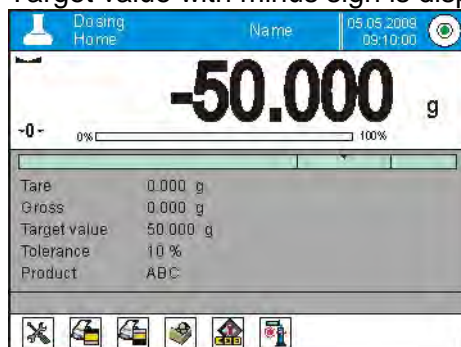 Target value with minus sign is disp
Dosing
Home
Name
05.05.2009
09:10:00
-50.000 g
-0-
0% 100%
Tare 0.000 g
Gross 0.000 g
Target value 50.000 g
Tolerance 10 %
Product ABC